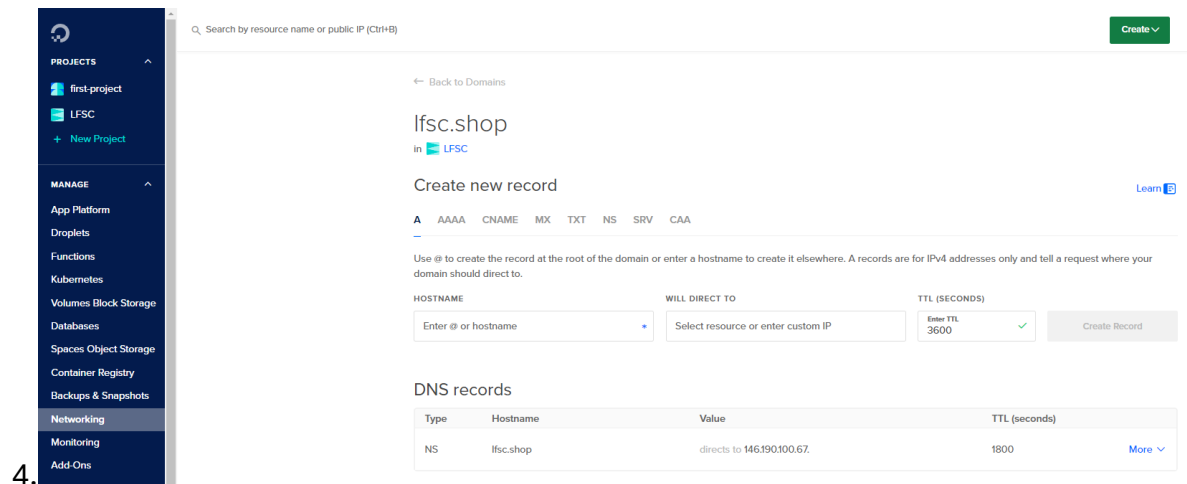 Search by resource name or public IP (Ctrl+B)
Create
PROJECTS
first-project
LFSC
+ New Project
MANAGE
App Platform
Droplets
Functions
Kubernetes
Volumes Block Storage
Databases
Spaces Object Storage
Container Registry
Backups & Snapshots
Networking
Monitoring
Add-Ons
4.
← Back to Domains
lfsc.shop
in LFSC
Create new record
Learn
A AAAA CNAME MX TXT NS SRV CAA
Use @ to create the record at the root of the domain or enter a hostname to create it elsewhere. A records are for IPv4 addresses only and tell a request where your
domain should direct to.
HOSTNAME WILL DIRECT TO TTL (SECONDS)
Enter @ or hostname * Select resource or enter custom IP Enter TTL
3600 Create Record
DNS records
Type Hostname Value TTL (seconds)
NS lfsc.shop directs to 146.190.100.67. 1800 More